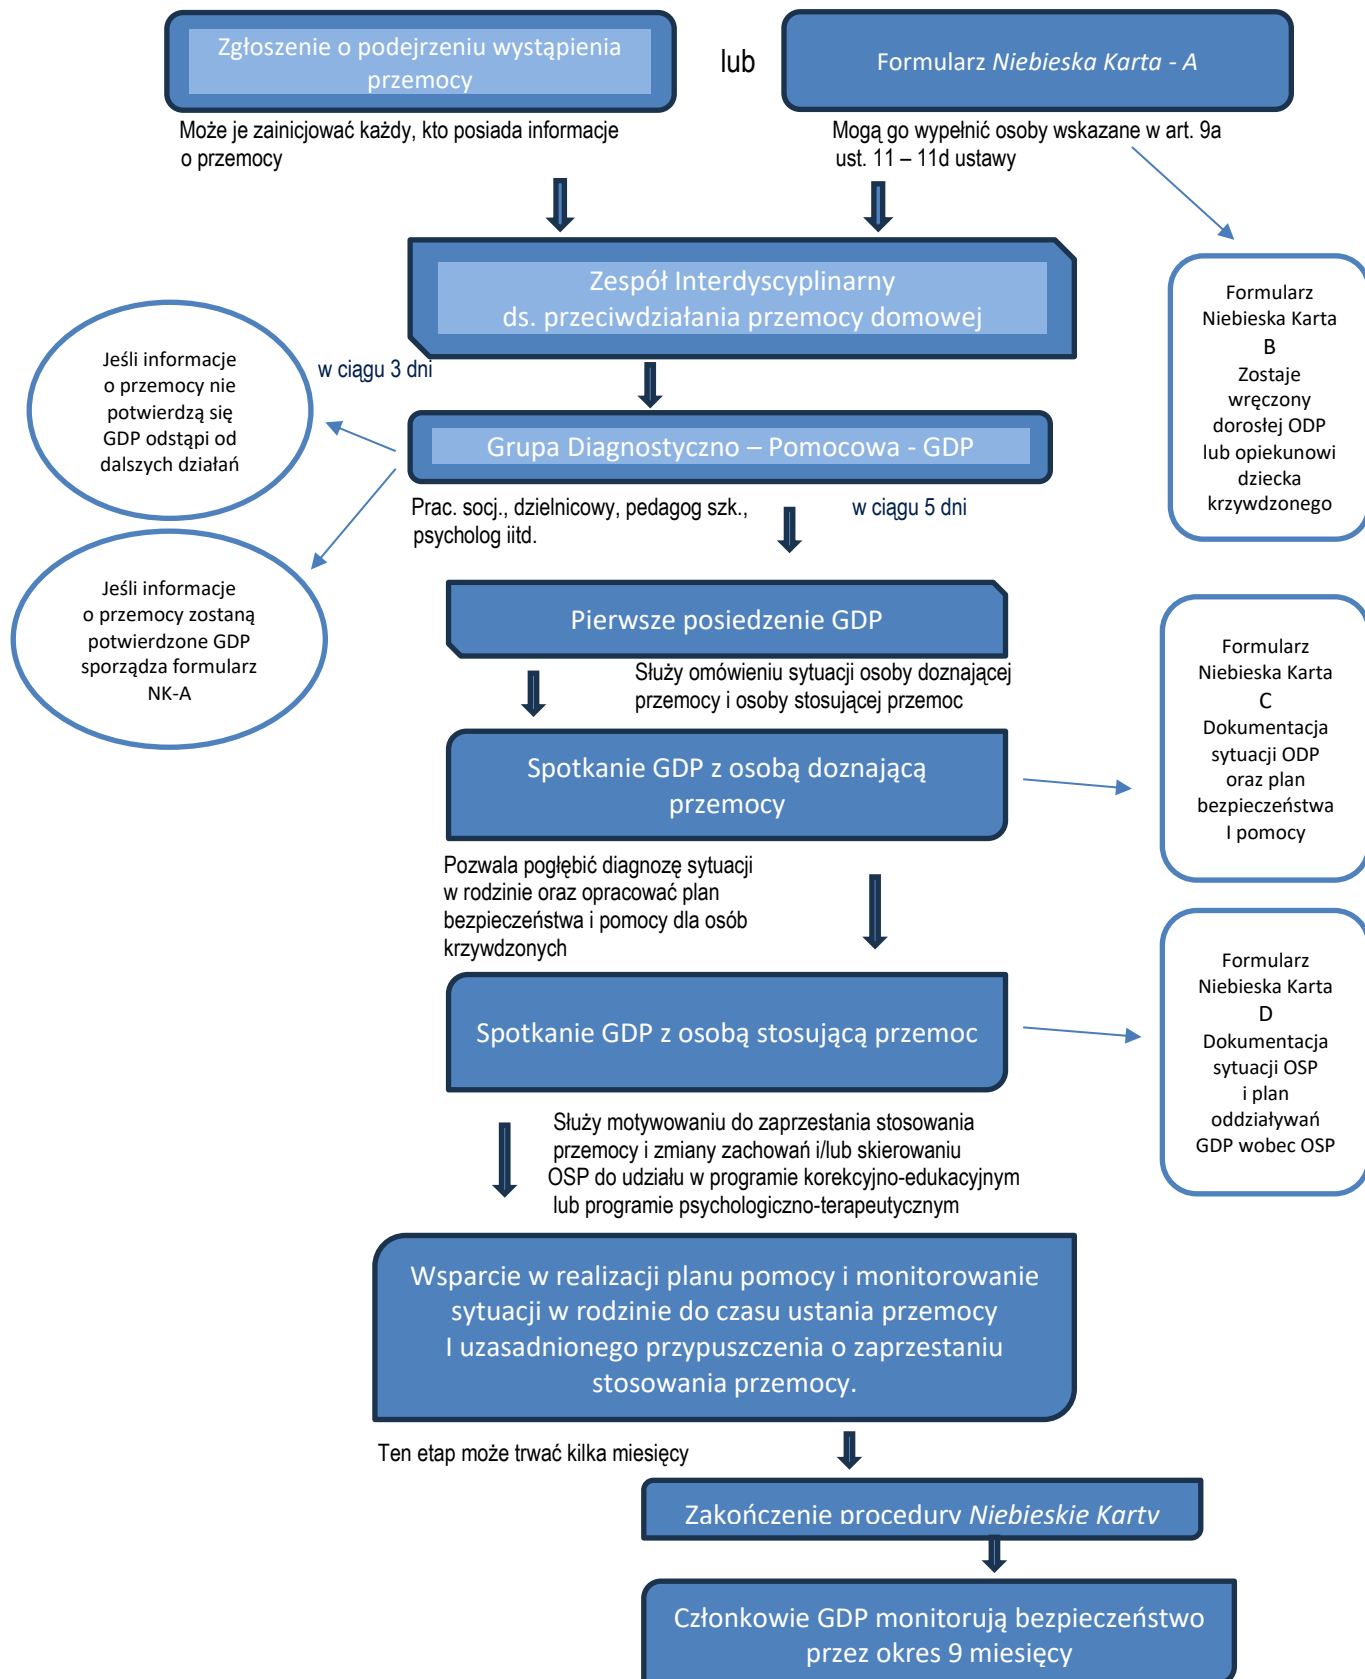 Zgłoszenie o podejrzeniu wystąpienia
przemocy
lub
Formularz Niebieska Karta - A
Może je zainicjować każdy, kto posiada informacje
o przemocy
Mogą go wypełnić osoby wskazane w art. 9a
ust. 11 – 11d ustawy
Zespół Interdyscyplinarny
ds. przeciwdziałania przemocy domowej
Formularz
Niebieska Karta
B
Zostaje
wręczony
dorosłej ODP
lub opiekunowi
dziecka
krzywdzonego
Jeśli informacje
o przemocy nie
potwierdzą się
GDP odstąpi od
dalszych działań
w ciągu 3 dni
Grupa Diagnostyczno – Pomocowa - GDP
Prac. socj., dzielnicowy, pedagog szk.,
psycholog iitd.
w ciągu 5 dni
Jeśli informacje
o przemocy zostaną
potwierdzone GDP
sporządza formularz
NK-A
Pierwsze posiedzenie GDP
Służy omówieniu sytuacji osoby doznającej
przemocy i osoby stosującej przemoc
Formularz
Niebieska Karta
C
Dokumentacja
sytuacji ODP
oraz plan
bezpieczeństwa
I pomocy
Spotkanie GDP z osobą doznającą
przemocy
Pozwala pogłębić diagnozę sytuacji
w rodzinie oraz opracować plan
bezpieczeństwa i pomocy dla osób
krzywdzonych
Formularz
Niebieska Karta
D
Dokumentacja
sytuacji OSP
i plan
oddziaływań
GDP wobec OSP
Spotkanie GDP z osobą stosującą przemoc
Służy motywowaniu do zaprzestania stosowania
przemocy i zmiany zachowań i/lub skierowaniu
OSP do udziału w programie korekcyjno-edukacyjnym
lub programie psychologiczno-terapeutycznym
Wsparcie w realizacji planu pomocy i monitorowanie
sytuacji w rodzinie do czasu ustania przemocy
I uzasadnionego przypuszczenia o zaprzestaniu
stosowania przemocy.
Ten etap może trwać kilka miesięcy
Zakończenie procedury Niebieskie Karty
Członkowie GDP monitorują bezpieczeństwo
przez okres 9 miesięcy